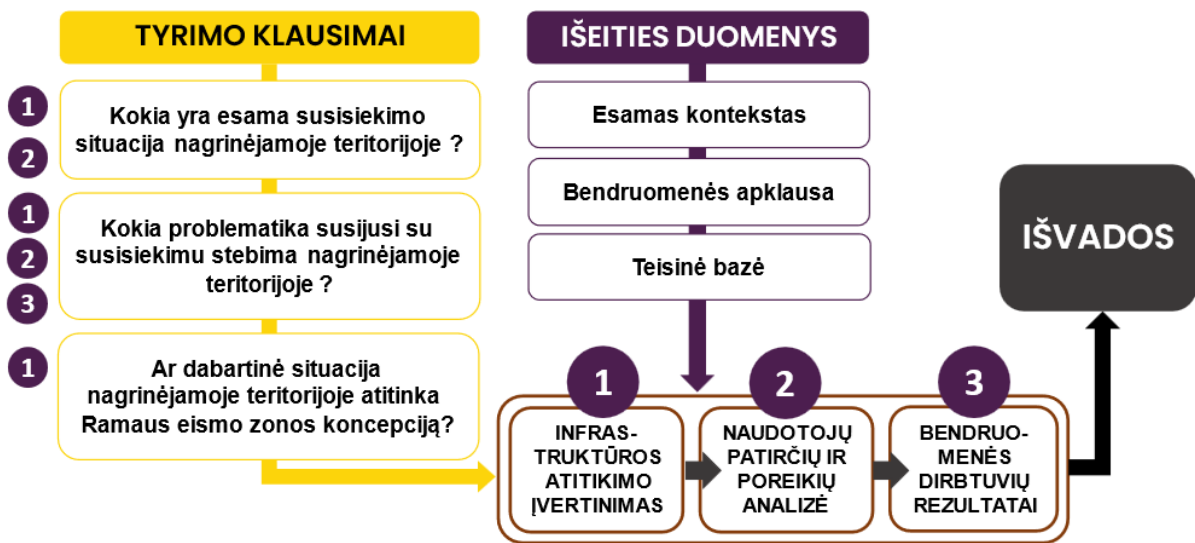 TYRIMO KLAUSIMAI
1
2
Kokia yra esama susisiekimo
situacija nagrinėjamoje teritorijoje ?
1
2
3
Kokia problematika susijusi su
susisiekimu stebima nagrinėjamoje
teritorijoje ?
1
Ar dabartinė situacija
nagrinėjamoje teritorijoje atitinka
Ramaus eismo zonos koncepciją?
IŠEITIES DUOMENYS
Esamas kontekstas
Bendruomenės apklausa
Teisinė bazė
1
INFRAS-
TRUKTŪROS
ATITIKIMO
ĮVERTINIMAS
2
NAUDOTOJŲ
PATIRČIŲ IR
POREIKIŲ
ANALIZĖ
3
BENDRUO-
MENĖS
DIRBTUVIŲ
REZULTATAI
IŠVADOS